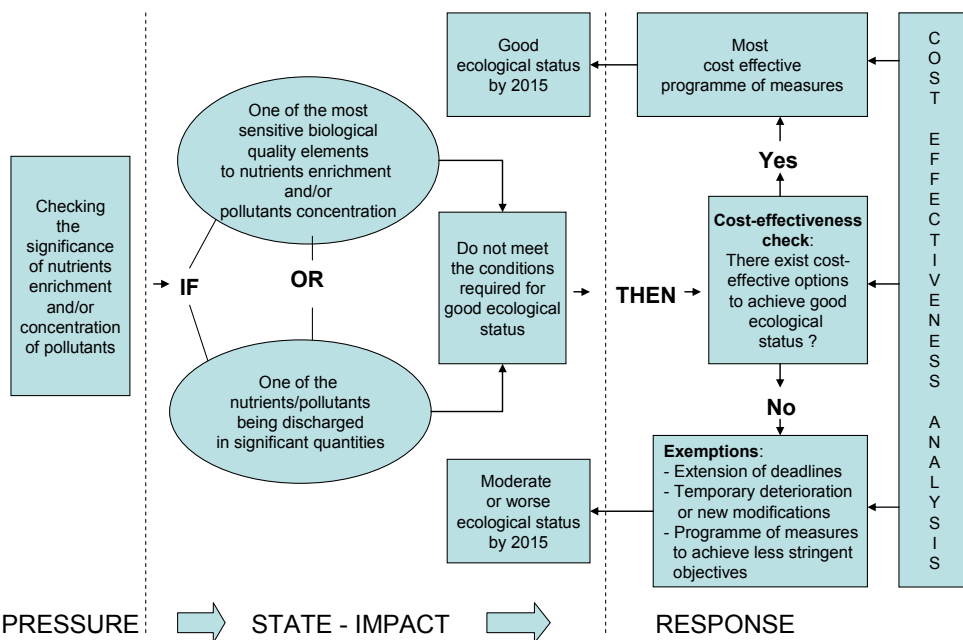 Checking
the
significance
of nutrients
enrichment
and/or
concentration
of pollutants
IF
One of the most
sensitive biological
quality elements
to nutrients enrichment
and/or
pollutants concentration
OR
One of the
nutrients/pollutants
being discharged
in significant quantities
Do not meet
the conditions
required for
good ecological
status
THEN
Good
ecological status
by 2015
Most
cost effective
programme of measures
Yes
Cost-effectiveness
check:
There exist cost-
effective options
to achieve good
ecological
status ?
No
Exemptions:
- Extension of deadlines
- Temporary deterioration
or new modifications
- Programme of measures
to achieve less stringent
objectives
Moderate
or worse
ecological status
by 2015
COST EFFECTIVENESS ANALYSIS
PRESSURE
STATE - IMPACT
RESPONSE